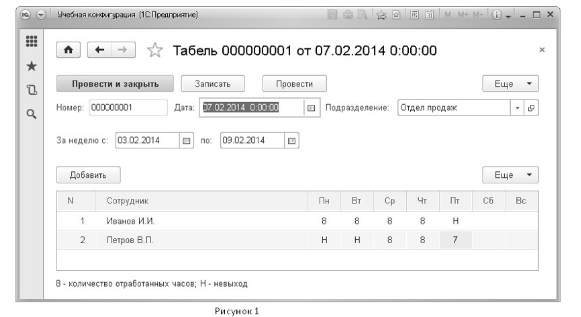 Учебная конфигурация (1С:Предприятие)
M M+ M-
Табель 000000001 от 07.02.2014 0:00:00
Провести и закрыть Записать Провести Еще
Номер: 000000001 Дата: 07.02.2014 0:00:00 Подразделение: Отдел продаж
За неделю с: 03.02.2014 по: 09.02.2014
Добавить Еще
N Сотрудник Пн Вт Ср Чт Пт Сб Вс
1 Иванов И.И. 8 8 8 8 Н
2 Петров В.П. Н Н 8 8 7
8 - количество отработанных часов; Н - невыход
Рисунок 1